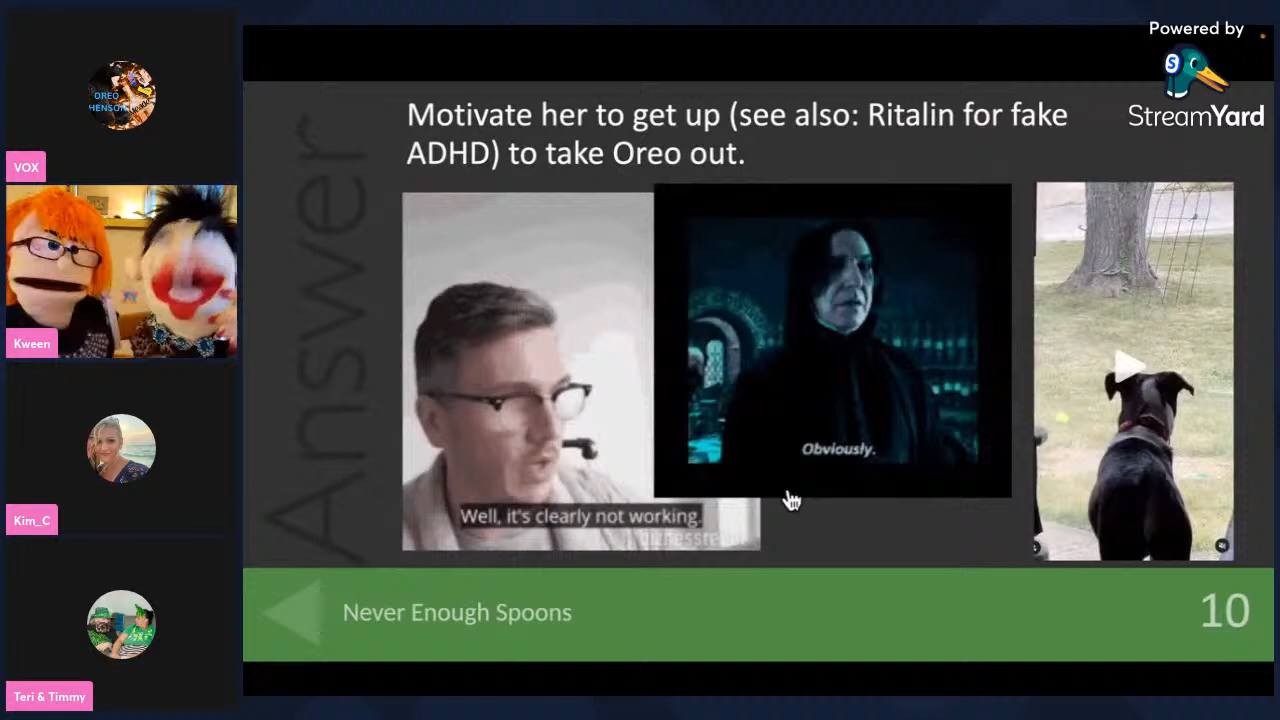 Powered by
StreamYard
OREO
VOX
Kween
Kim_C
Teri & Timmy
Answer
Motivate her to get up (see also: Ritalin for fake
ADHD) to take Oreo out.
Well, it's clearly not working.
Obviously.
Never Enough Spoons
10